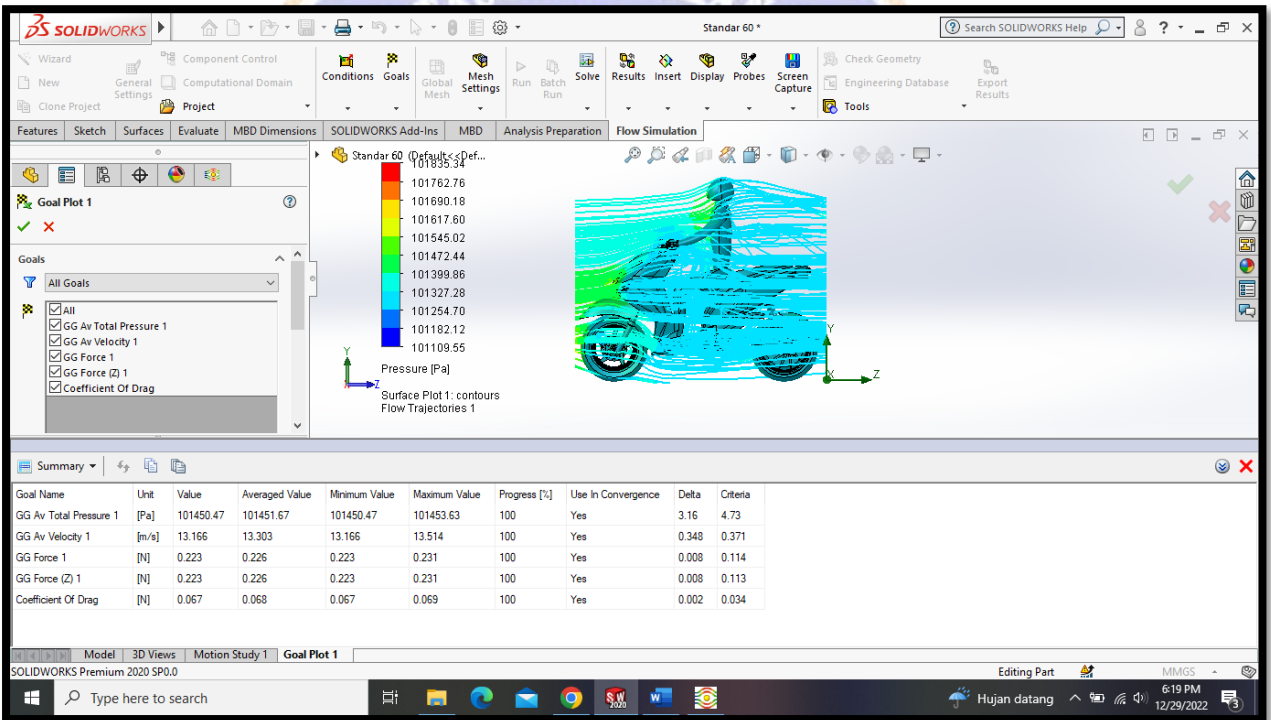 SOLIDWORKS Standar 60 * Search SOLIDWORKS Help ?
Wizard
New
Clone Project
General Settings
Component Control
Computational Domain
Project
Conditions
Goals
Global Mesh
Mesh Settings
Run
Batch Run
Solve
Results
Insert
Display
Probes
Screen Capture
Check Geometry
Engineering Database
Tools
Export Results
Features Sketch Surfaces Evaluate MBD Dimensions SOLIDWORKS Add-Ins MBD Analysis Preparation Flow Simulation
Standar 60 (Default<<Def...
Goal Plot 1
Goals
All Goals
All
GG Av Total Pressure 1
GG Av Velocity 1
GG Force 1
GG Force (Z) 1
Coefficient Of Drag
101835.34
101762.76
101690.18
101617.60
101545.02
101472.44
101399.86
101327.28
101254.70
101182.12
101109.55
Pressure [Pa]
Surface Plot 1: contours
Flow Trajectories 1
Y
Z
Y
X
Z
Summary
Goal Name Unit Value Averaged Value Minimum Value Maximum Value Progress [%] Use In Convergence Delta Criteria
GG Av Total Pressure 1 [Pa] 101450.47 101451.67 101450.47 101453.63 100 Yes 3.16 4.73
GG Av Velocity 1 [m/s] 13.166 13.303 13.166 13.514 100 Yes 0.348 0.371
GG Force 1 [N] 0.223 0.226 0.223 0.231 100 Yes 0.008 0.114
GG Force (Z) 1 [N] 0.223 0.226 0.223 0.231 100 Yes 0.008 0.113
Coefficient Of Drag [N] 0.067 0.068 0.067 0.069 100 Yes 0.002 0.034
Model 3D Views Motion Study 1 Goal Plot 1
SOLIDWORKS Premium 2020 SP0.0 Editing Part MMGS
Type here to search Hujan datang 6:19 PM
12/29/2022